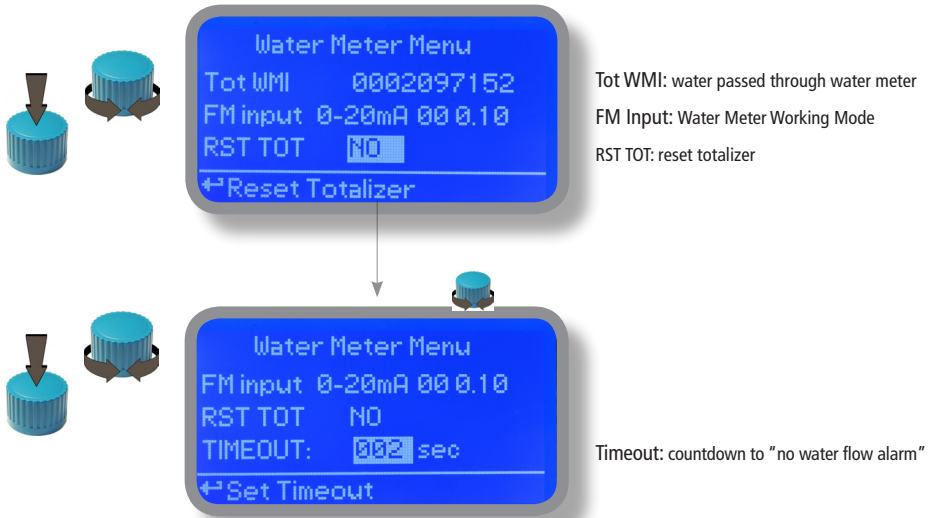 Water Meter Menu
Tot WMI 0002097152
FM input 0-20mA 00 0.10
RST TOT NO
Reset Totalizer
Tot WMI: water passed through water meter
FM Input: Water Meter Working Mode
RST TOT: reset totalizer
Water Meter Menu
FM input 0-20mA 00 0.10
RST TOT NO
TIMEOUT: 002 sec
Set Timeout
Timeout: countdown to "no water flow alarm"